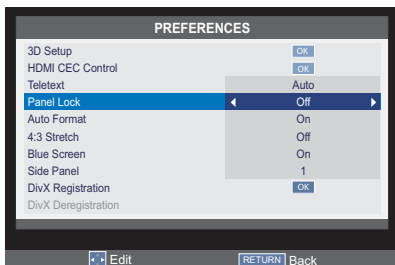 PREFERENCES
3D Setup OK
HDMI CEC Control OK
Teletext Auto
Panel Lock Off
Auto Format On
4:3 Stretch Off
Blue Screen On
Side Panel 1
DivX Registration OK
DivX Deregistration
Edit RETURN Back